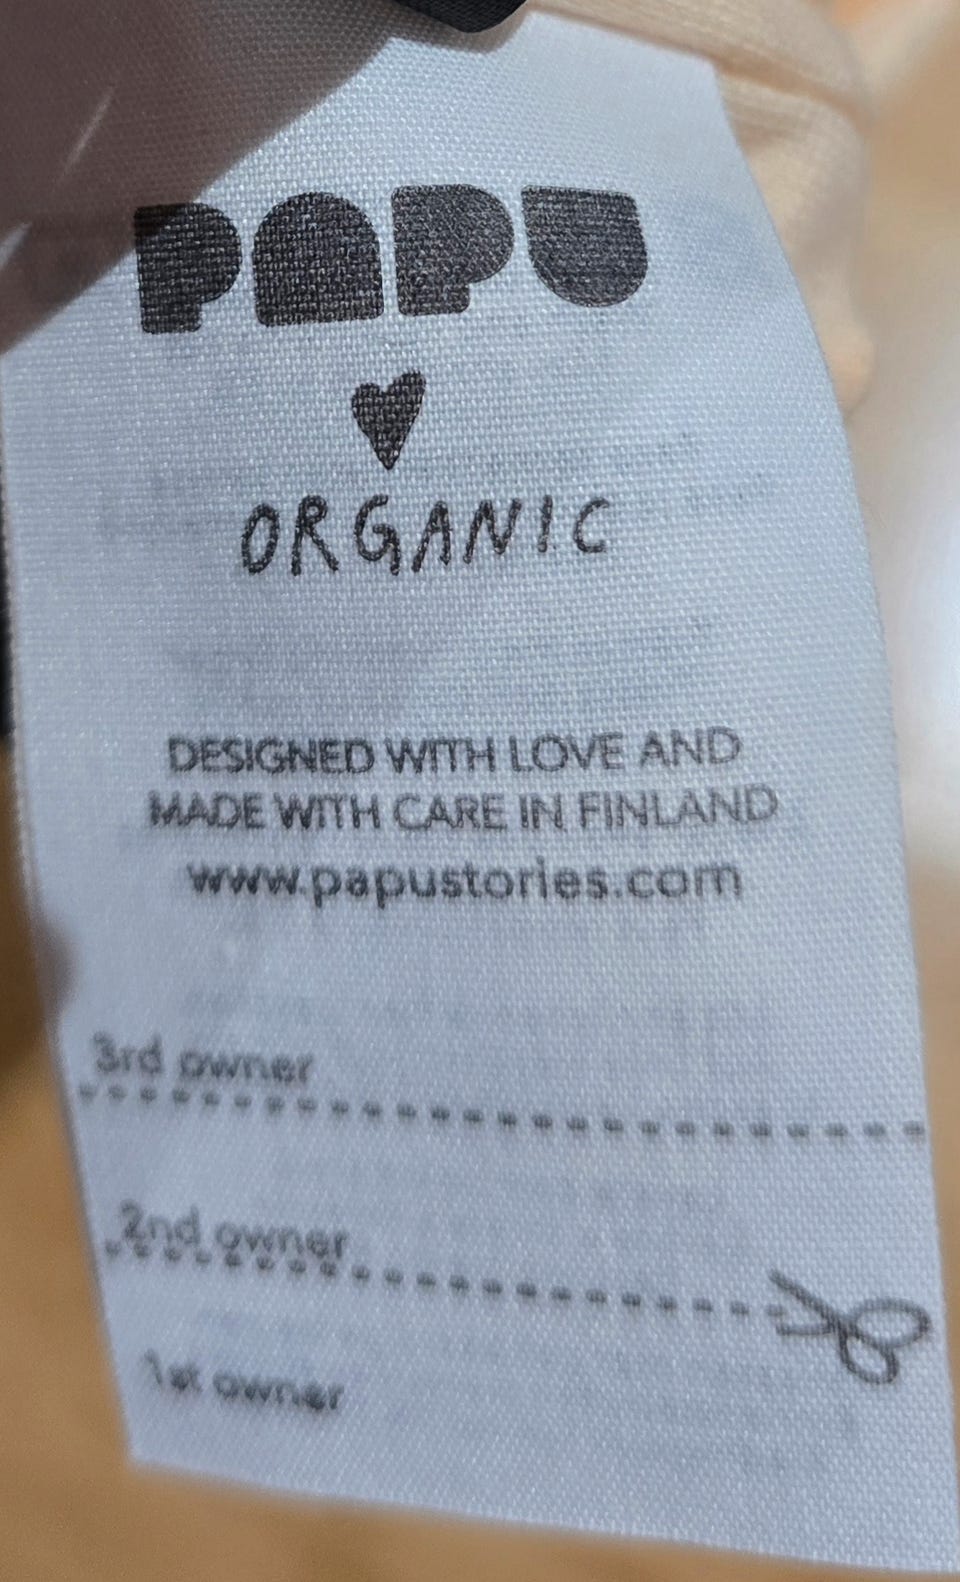 PAPU
ORGANIC
DESIGNED WITH LOVE AND
MADE WITH CARE IN FINLAND
www.papustories.com
3rd owner
2nd owner
1st owner